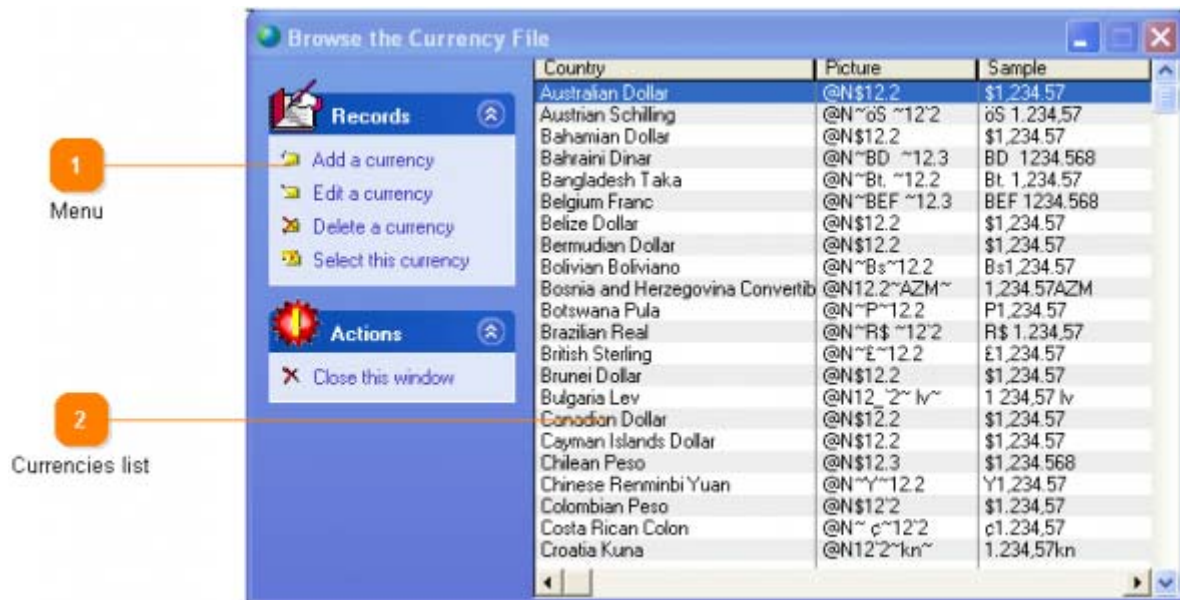 Browse the Currency File
1
Menu
2
Currencies list
Records
Add a currency
Edit a currency
Delete a currency
Select this currency
Actions
Close this window
Country Picture Sample
Australian Dollar @N$12.2 $1,234.57
Austrian Schilling @N~öS ~12`2 öS 1.234,57
Bahamian Dollar @N$12.2 $1,234.57
Bahraini Dinar @N~BD ~12.3 BD 1234.568
Bangladesh Taka @N~Bt. ~12.2 Bt. 1,234.57
Belgium Franc @N~BEF ~12.3 BEF 1234.568
Belize Dollar @N$12.2 $1,234.57
Bermudian Dollar @N$12.2 $1,234.57
Bolivian Boliviano @N~Bs~12.2 Bs1,234.57
Bosnia and Herzegovina Convertib @N12.2~AZM~ 1,234.57AZM
Botswana Pula @N~P~12.2 P1,234.57
Brazilian Real @N~R$ ~12`2 R$ 1.234,57
British Sterling @N~£~12.2 £1,234.57
Brunei Dollar @N$12.2 $1,234.57
Bulgaria Lev @N12_`2~ lv~ 1 234,57 lv
Canadian Dollar @N$12.2 $1,234.57
Cayman Islands Dollar @N$12.2 $1,234.57
Chilean Peso @N$12.3 $1,234.568
Chinese Renminbi Yuan @N~Y~12.2 Y1,234.57
Colombian Peso @N$12`2 $1.234,57
Costa Rican Colon @N~ ¢~12`2 ¢1.234,57
Croatia Kuna @N12`2~kn~ 1.234,57kn